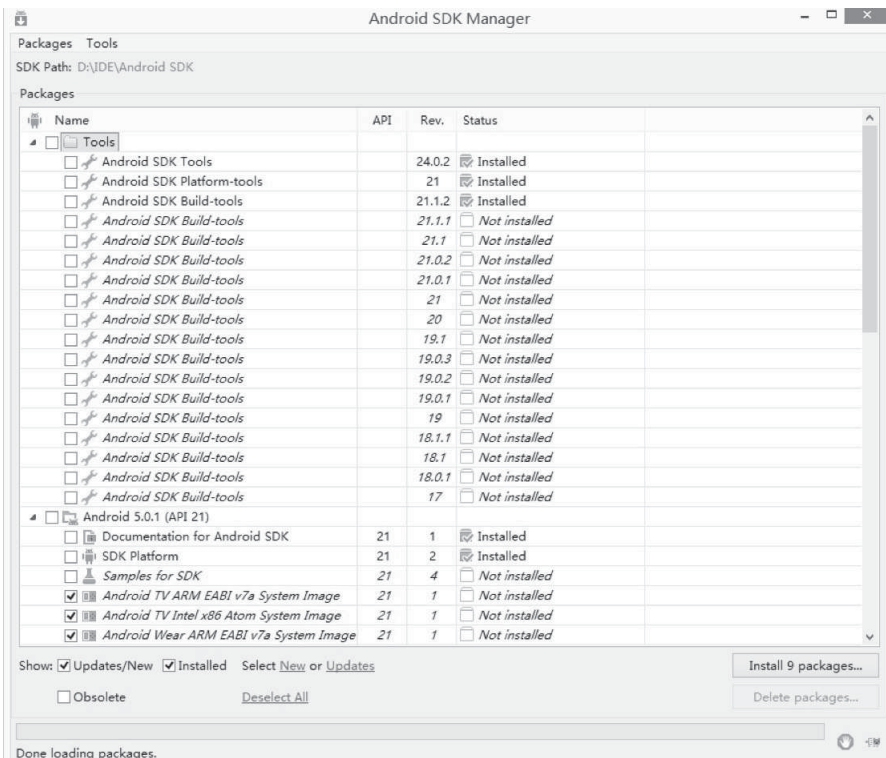 Android SDK Manager
Packages Tools
SDK Path: D:\IDE\Android SDK
Packages
Name API Rev. Status
Tools
Android SDK Tools 24.0.2 Installed
Android SDK Platform-tools 21 Installed
Android SDK Build-tools 21.1.2 Installed
Android SDK Build-tools 21.1.1 Not installed
Android SDK Build-tools 21.1 Not installed
Android SDK Build-tools 21.0.2 Not installed
Android SDK Build-tools 21.0.1 Not installed
Android SDK Build-tools 21 Not installed
Android SDK Build-tools 20 Not installed
Android SDK Build-tools 19.1 Not installed
Android SDK Build-tools 19.0.3 Not installed
Android SDK Build-tools 19.0.2 Not installed
Android SDK Build-tools 19.0.1 Not installed
Android SDK Build-tools 19 Not installed
Android SDK Build-tools 18.1.1 Not installed
Android SDK Build-tools 18.1 Not installed
Android SDK Build-tools 18.0.1 Not installed
Android SDK Build-tools 17 Not installed
Android 5.0.1 (API 21)
Documentation for Android SDK 21 1 Installed
SDK Platform 21 2 Installed
Samples for SDK 21 4 Not installed
Android TV ARM EABI v7a System Image 21 1 Not installed
Android TV Intel x86 Atom System Image 21 1 Not installed
Android Wear ARM EABI v7a System Image 21 1 Not installed
Show: Updates/New Installed Select New or Updates Install 9 packages...
Obsolete Deselect All Delete packages...
Done loading packages.